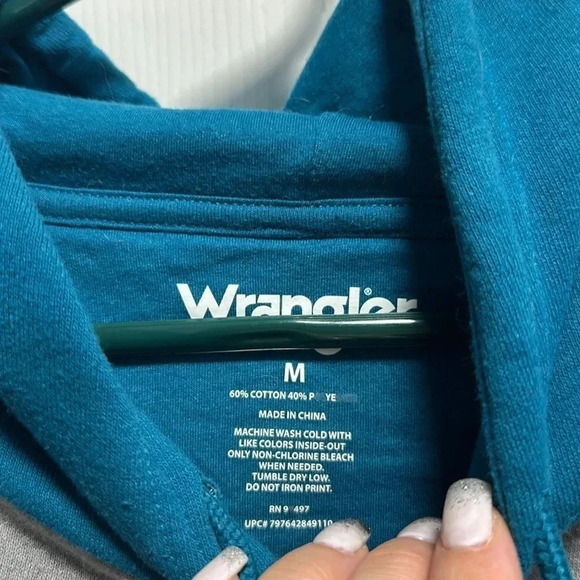 Wrangler®
M
60% COTTON 40%
MADE IN CHINA
MACHINE WASH COLD WITH
LIKE COLORS INSIDE-OUT
ONLY NON-CHLORINE BLEACH
WHEN NEEDED.
TUMBLE DRY LOW.
DO NOT IRON PRINT.
RN
UPC# 797642849110